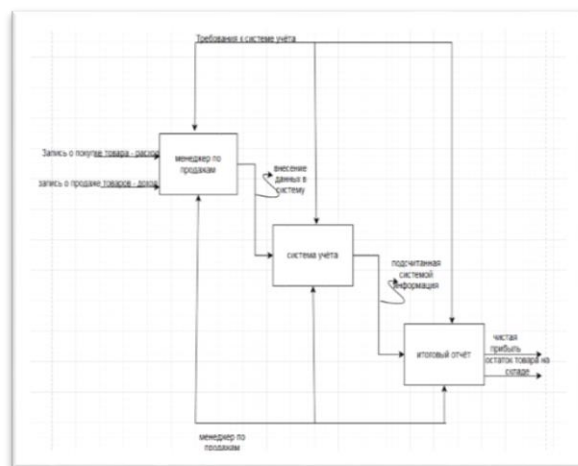 Требования к системе учёта
Запись о покупке товара - расход
запись о продаже товаров - доход
менеджер по
продажам
внесение
данных в
систему
система учёта
подсчитанная
системой
информация
итоговый отчёт
чистая
прибыль
остаток товара на
складе
менеджер по
продажам